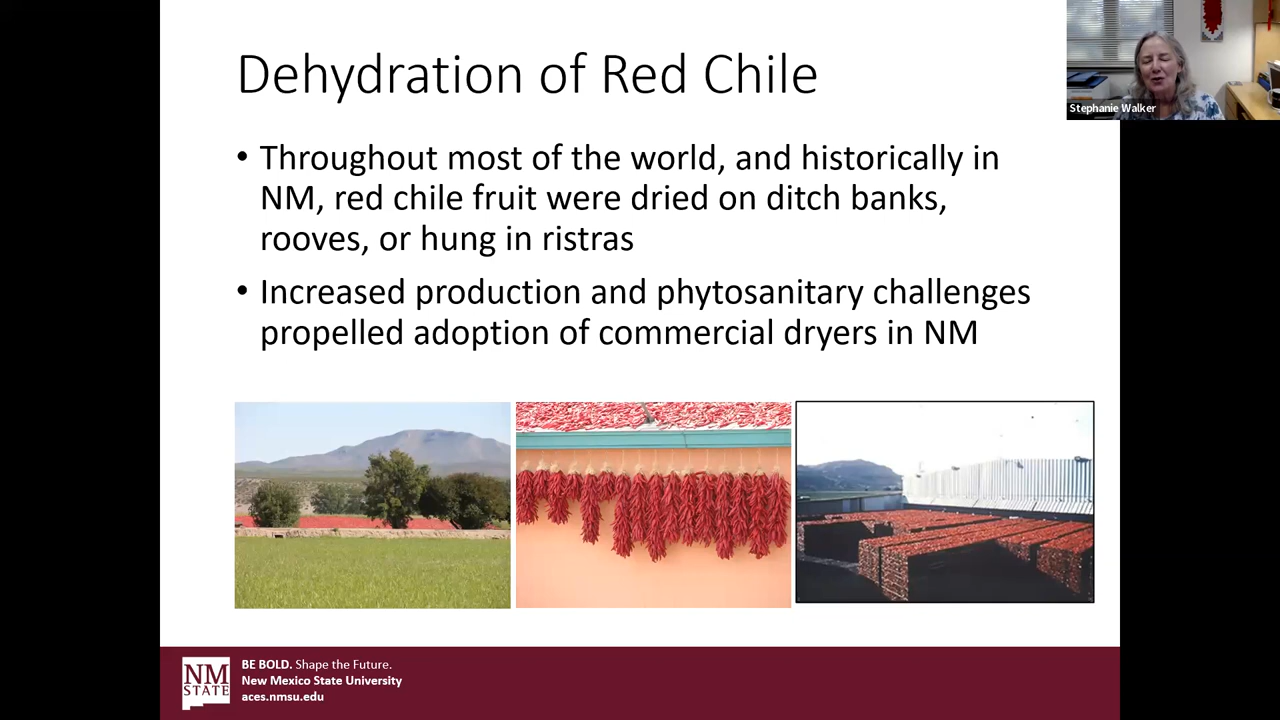 Dehydration of Red Chile
Stephanie Walker
• Throughout most of the world, and historically in
NM, red chile fruit were dried on ditch banks,
rooves, or hung in ristras
• Increased production and phytosanitary challenges
propelled adoption of commercial dryers in NM
NM
STATE
BE BOLD. Shape the Future.
New Mexico State University
aces.nmsu.edu